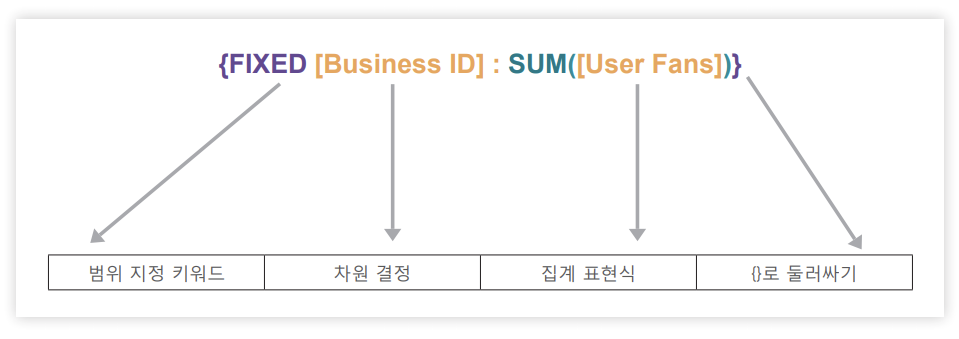 {FIXED [Business ID] : SUM([User Fans])}
범위 지정 키워드 차원 결정 집계 표현식 {}로 둘러싸기